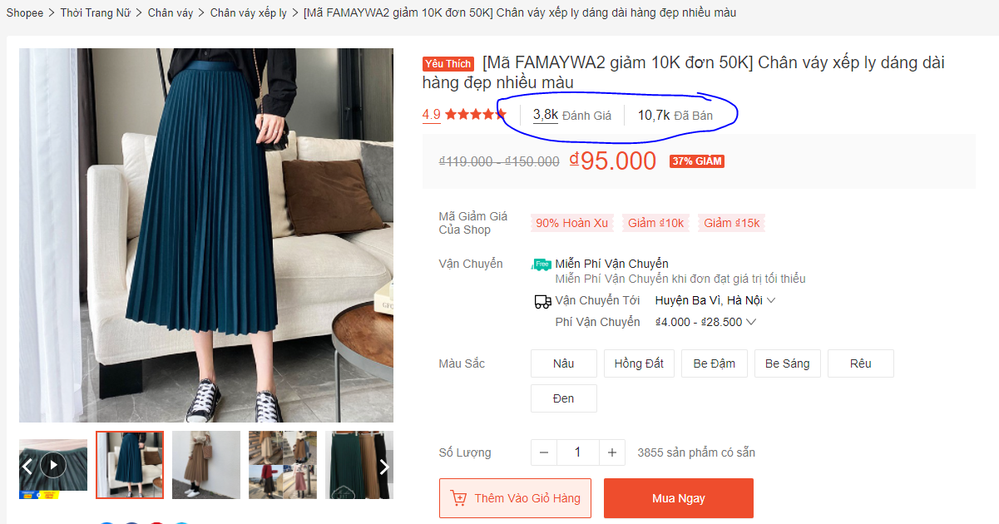 Shopee > Thời Trang Nữ > Chân váy > Chân váy xếp ly > [Mã FAMAYWA2 giảm 10K đơn 50K] Chân váy xếp ly dáng dài hàng đẹp nhiều màu
Yêu Thích [Mã FAMAYWA2 giảm 10K đơn 50K] Chân váy xếp ly dáng dài
hàng đẹp nhiều màu
4.9 3,8k Đánh Giá 10,7k Đã Bán
₫119.000 - ₫150.000 ₫95.000 37% GIẢM
Mã Giảm Giá
Của Shop
90% Hoàn Xu Giảm ₫10k Giảm ₫15k
Vận Chuyển
Free Miễn Phí Vận Chuyển
Miễn Phí Vận Chuyển khi đơn đạt giá trị tối thiểu
Vận Chuyển Tới Huyện Ba Vì, Hà Nội
Phí Vận Chuyển ₫4.000 - ₫28.500
Màu Sắc Nâu Hồng Đất Be Đậm Be Sáng Rêu
Đen
Số Lượng − 1 + 3855 sản phẩm có sẵn
Thêm Vào Giỏ Hàng Mua Ngay